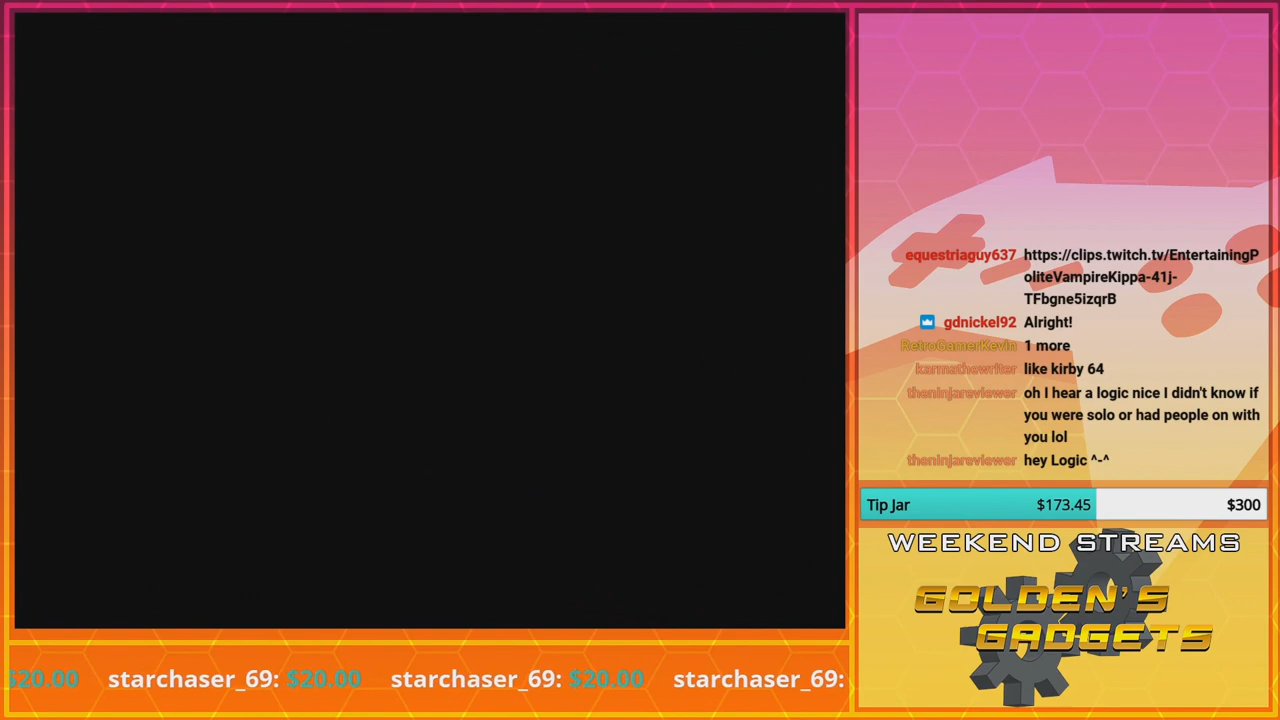 equestriaguy637 https://clips.twitch.tv/EntertainingP
oliteVampireKippa-41j-
TFbgne5izqrB
gdnickel92 Alright!
RetroGamerKevin 1 more
karmathewriter like kirby 64
theninjareviewer oh I hear a logic nice I didn't know if
you were solo or had people on with
you lol
theninjareviewer hey Logic ^-^
Tip Jar $173.45 $300
WEEKEND STREAMS
GOLDEN'S
GADGETS
$20.00 starchaser_69: $20.00 starchaser_69: $20.00 starchaser_69: